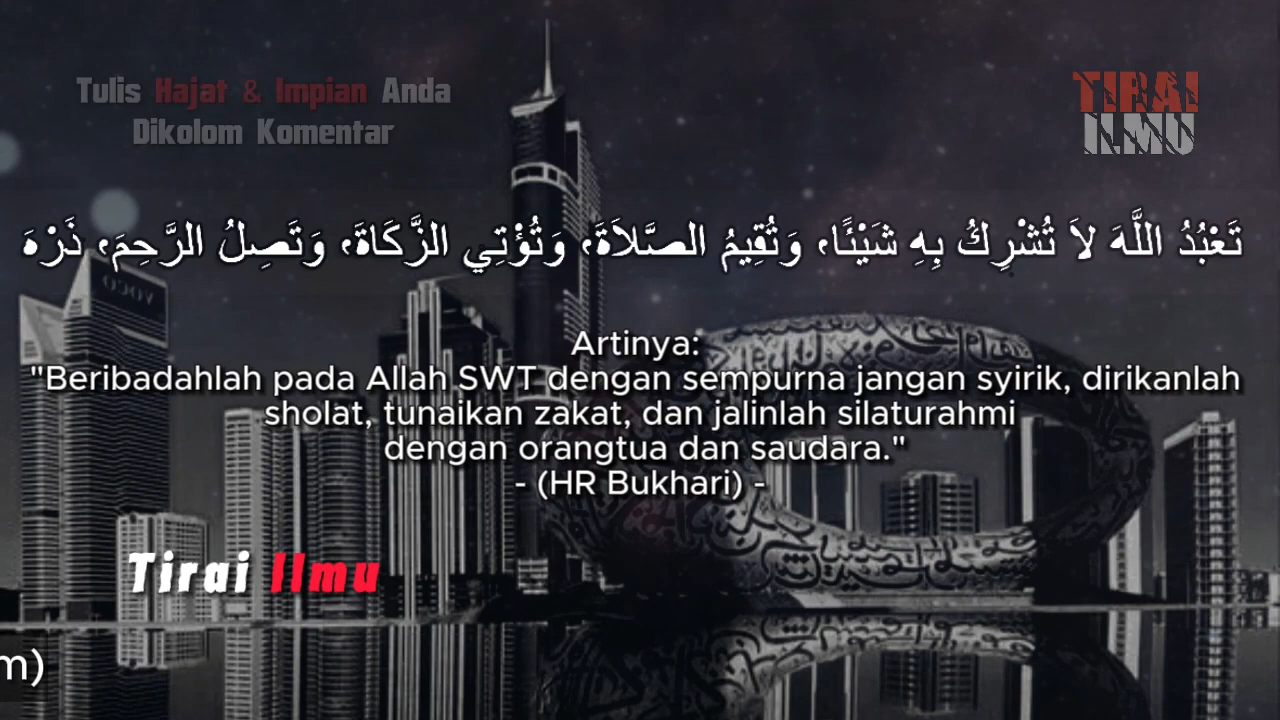 Tulis Hajat & Impian Anda
Dikolom Komentar
TIRAI
ILMU
تَعْبُدُ اللَّهَ لاَ تُشْرِكُ بِهِ شَيْئًا، وَتُقِيمُ الصَّلاَةَ، وَتُؤْتِي الزَّكَاةَ، وَتَصِلُ الرَّحِمَ، ذَرْهَ
VOCO
Artinya:
"Beribadahlah pada Allah SWT dengan sempurna jangan syirik, dirikanlah
sholat, tunaikan zakat, dan jalinlah silaturahmi
dengan orangtua dan saudara."
- (HR Bukhari) -
Tirai Ilmu
m)